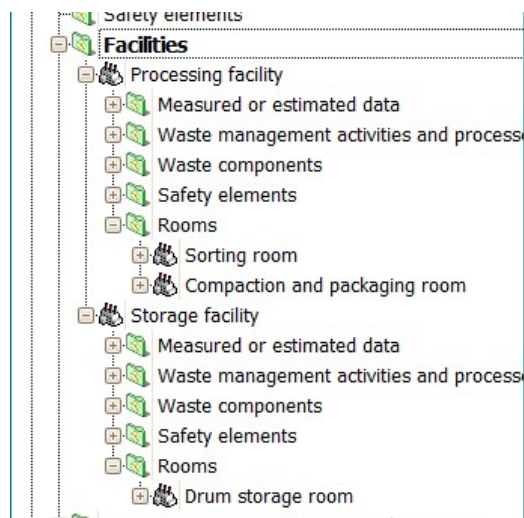 Safety elements
Facilities
Processing facility
Measured or estimated data
Waste management activities and process
Waste components
Safety elements
Rooms
Sorting room
Compaction and packaging room
Storage facility
Measured or estimated data
Waste management activities and process
Waste components
Safety elements
Rooms
Drum storage room